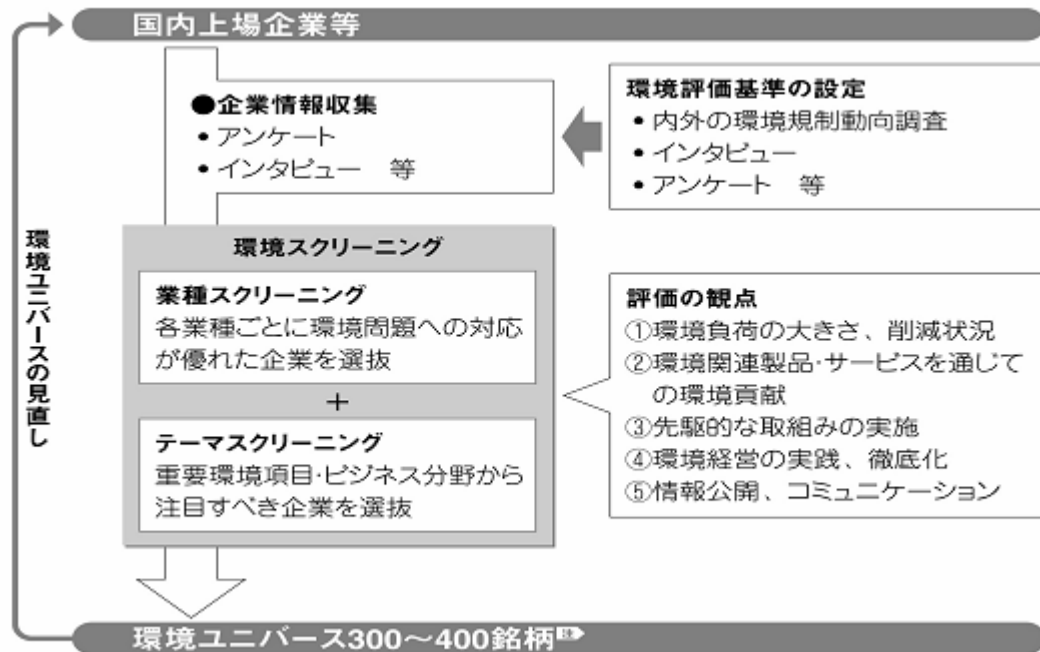 国内上場企業等
●企業情報収集
• アンケート
• インタビュー 等
環境評価基準の設定
• 内外の環境規制動向調査
• インタビュー
• アンケート 等
環境ユニバースの見直し
環境スクリーニング
業種スクリーニング
各業種ごとに環境問題への対応
が優れた企業を選抜
+
テーマスクリーニング
重要環境項目･ビジネス分野から
注目すべき企業を選抜
評価の観点
①環境負荷の大きさ、削減状況
②環境関連製品･サービスを通じて
の環境貢献
③先駆的な取組みの実施
④環境経営の実践、徹底化
⑤情報公開、コミュニケーション
環境ユニバース300〜400銘柄